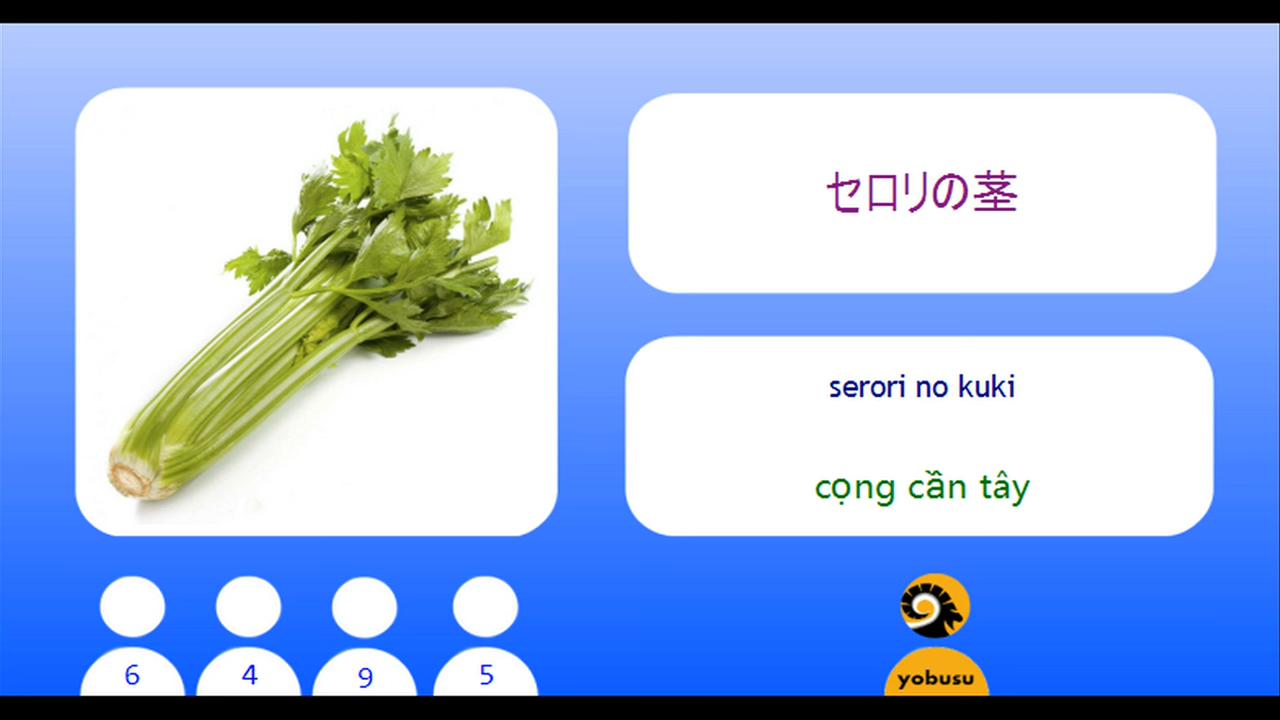 セロリの茎
serori no kuki
cọng cần tây
6 4 9 5
yobusu